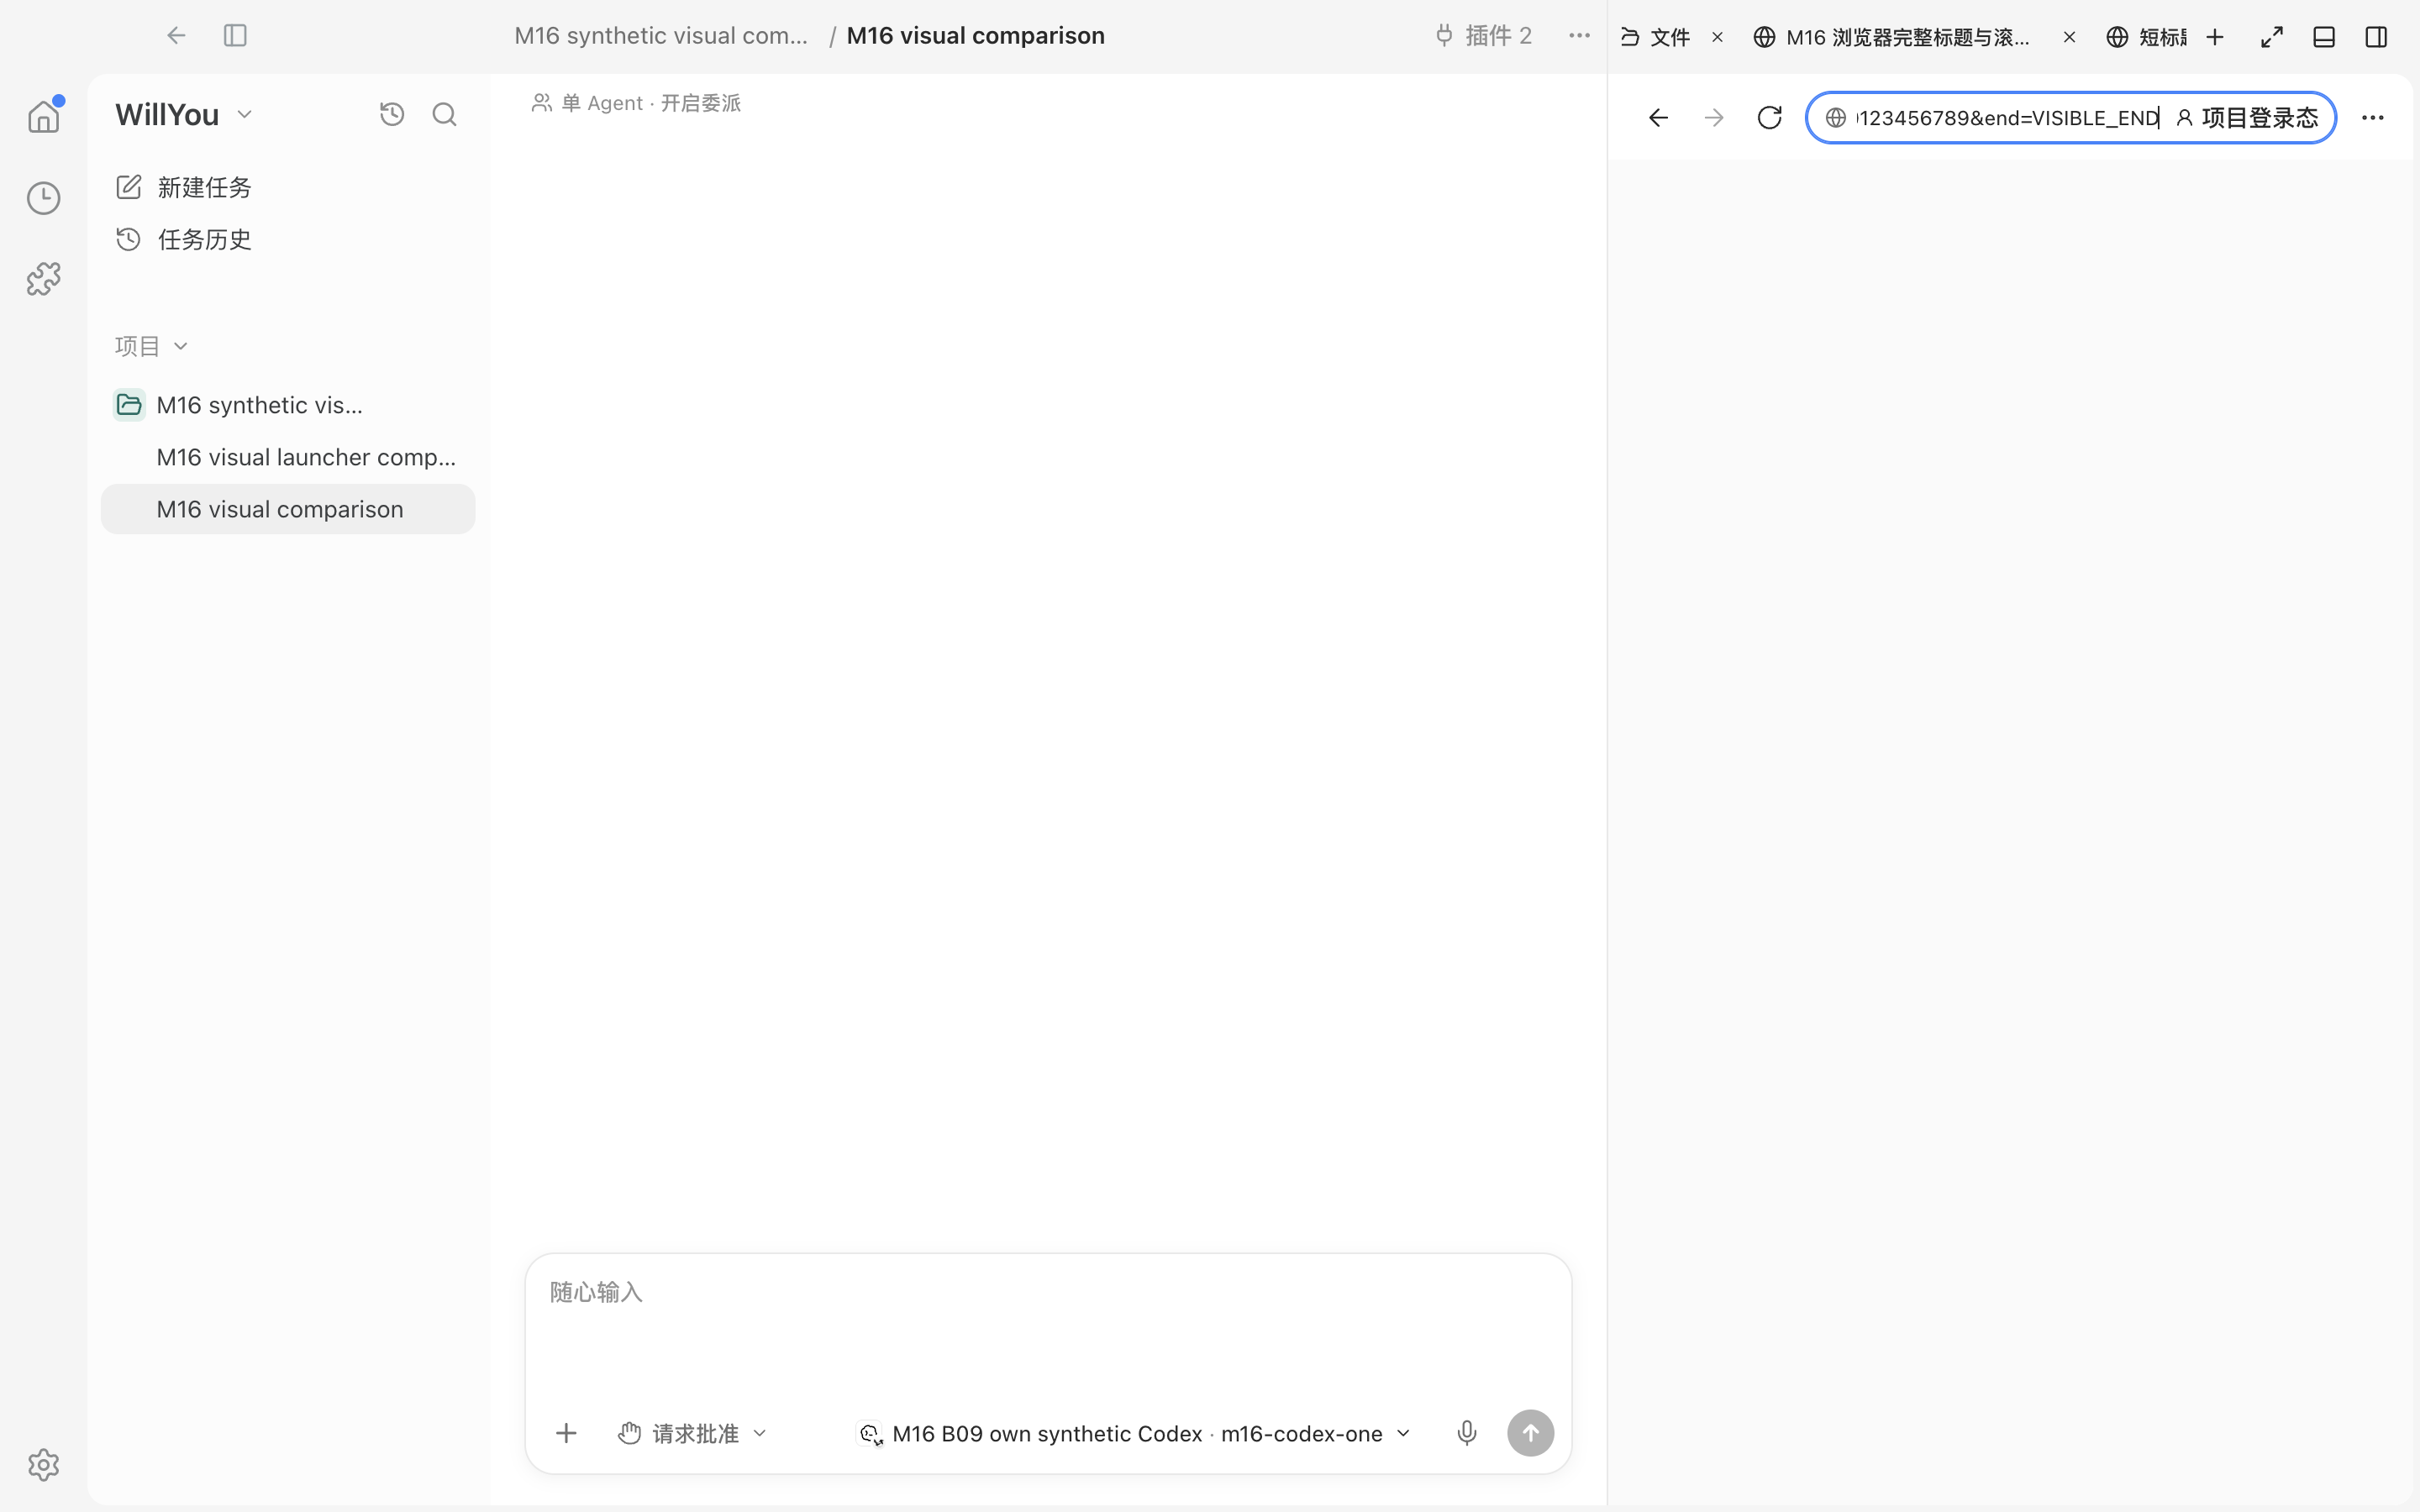 M16 synthetic visual com... / M16 visual comparison
插件 2
文件
M16 浏览器完整标题与滚...
短标
WillYou
单 Agent · 开启委派
123456789&end=VISIBLE_END
项目登录态
新建任务
任务历史
项目
M16 synthetic vis...
M16 visual launcher comp...
M16 visual comparison
随心输入
请求批准
M16 B09 own synthetic Codex · m16-codex-one